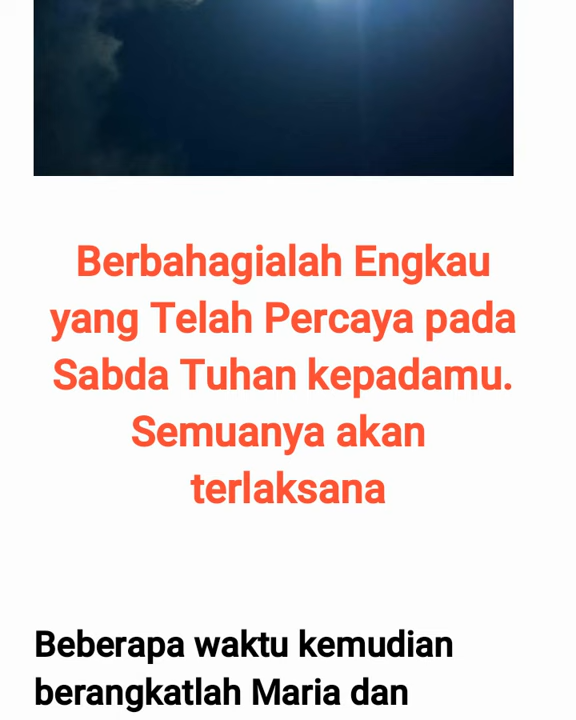 Berbahagialah Engkau
yang Telah Percaya pada
Sabda Tuhan kepadamu.
Semuanya akan
terlaksana
Beberapa waktu kemudian
berangkatlah Maria dan